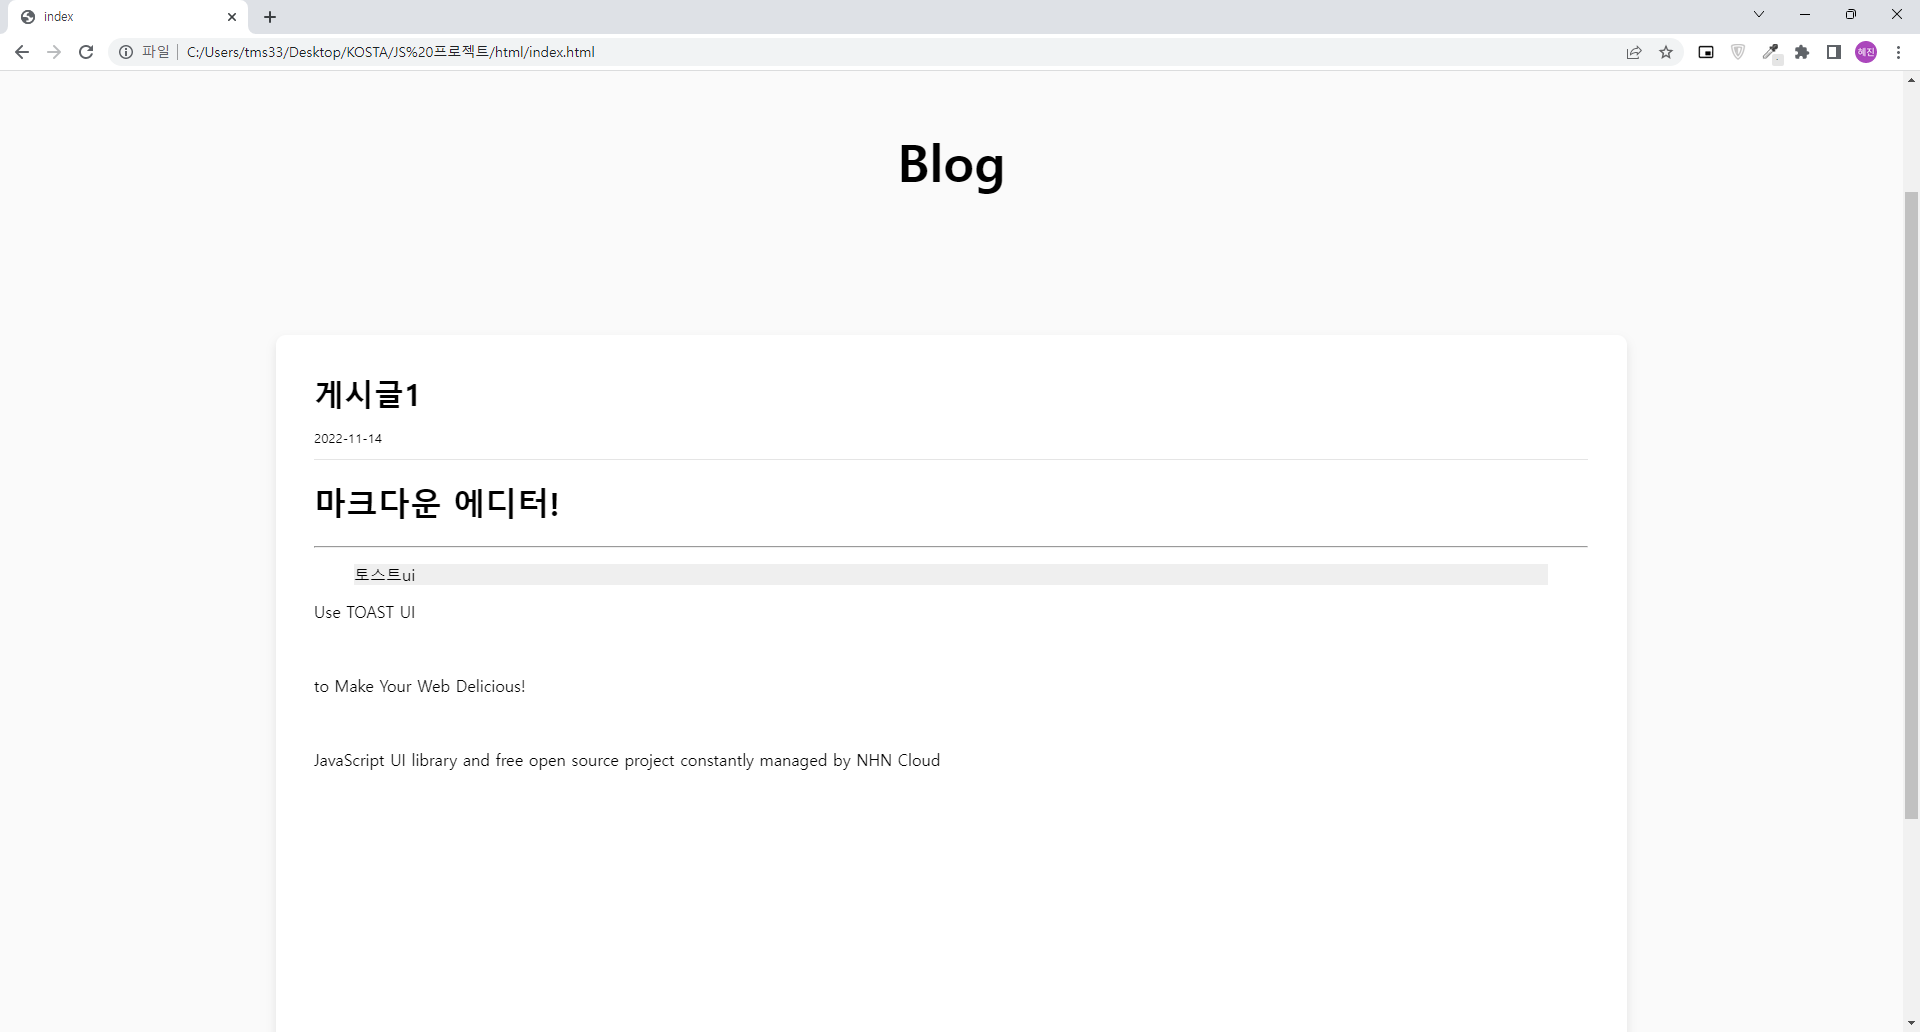 index
파일
C:/Users/tms33/Desktop/KOSTA/JS%20프로젝트/html/index.html
혜진
Blog
게시글1
2022-11-14
마크다운 에디터!
토스트ui
Use TOAST UI
to Make Your Web Delicious!
JavaScript UI library and free open source project constantly managed by NHN Cloud